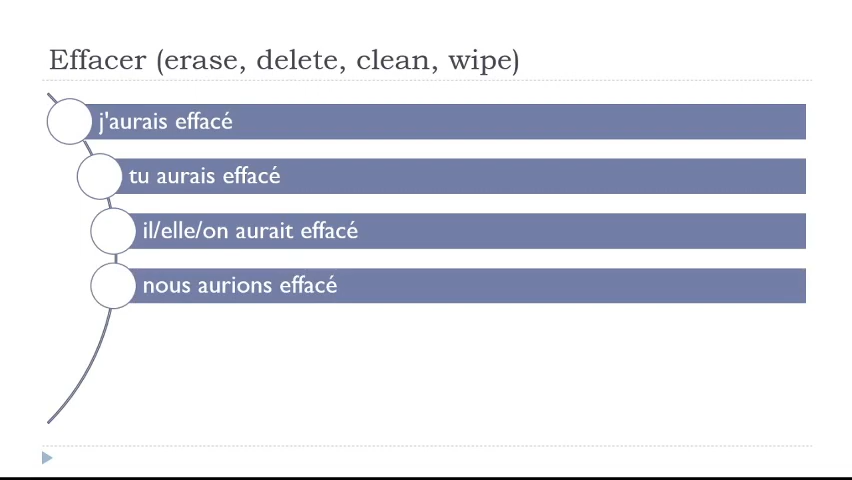 Effacer (erase, delete, clean, wipe)
j'aurais effacé
tu aurais effacé
il/elle/on aurait effacé
nous aurions effacé